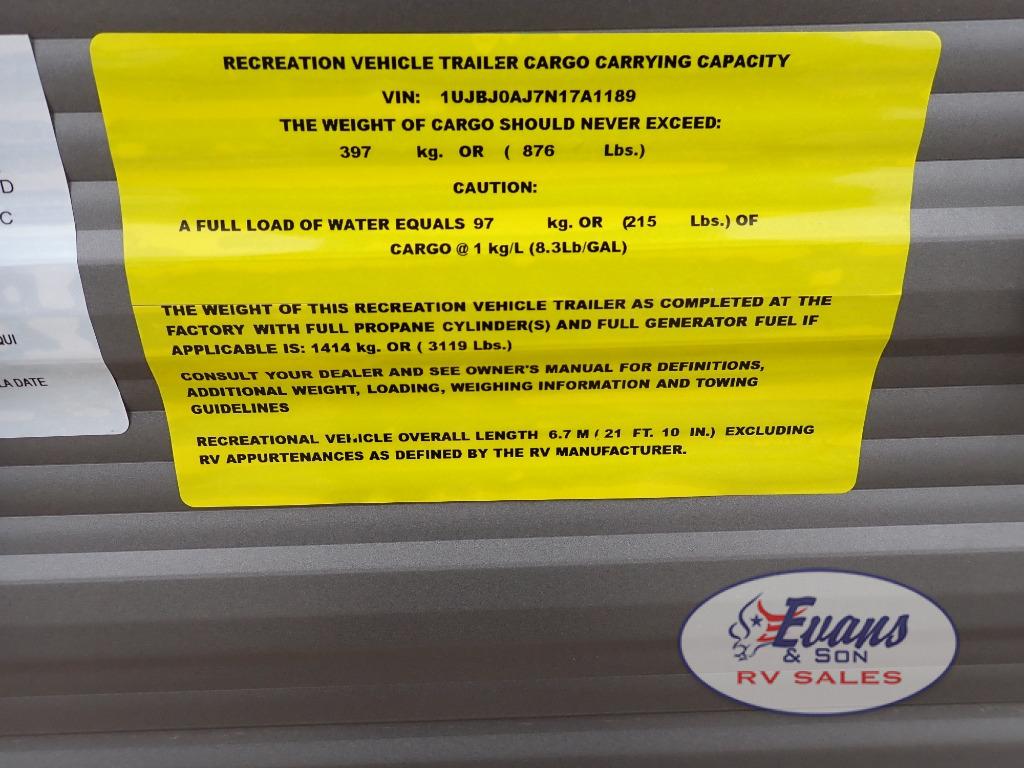 RECREATION VEHICLE TRAILER CARGO CARRYING CAPACITY
VIN: 1UJBJ0AJ7N17A1189
THE WEIGHT OF CARGO SHOULD NEVER EXCEED:
397 kg. OR ( 876 Lbs.)
CAUTION:
A FULL LOAD OF WATER EQUALS 97 kg. OR (215 Lbs.) OF
CARGO @ 1 kg/L (8.3Lb/GAL)
THE WEIGHT OF THIS RECREATION VEHICLE TRAILER AS COMPLETED AT THE
FACTORY WITH FULL PROPANE CYLINDER(S) AND FULL GENERATOR FUEL IF
APPLICABLE IS: 1414 kg. OR ( 3119 Lbs.)
CONSULT YOUR DEALER AND SEE OWNER'S MANUAL FOR DEFINITIONS,
ADDITIONAL WEIGHT, LOADING, WEIGHING INFORMATION AND TOWING
GUIDELINES
RECREATIONAL VEHICLE OVERALL LENGTH 6.7 M ( 21 FT. 10 IN.) EXCLUDING
RV APPURTENANCES AS DEFINED BY THE RV MANUFACTURER.
D
C
QUI
LA DATE
Evans
& SON
RV SALES